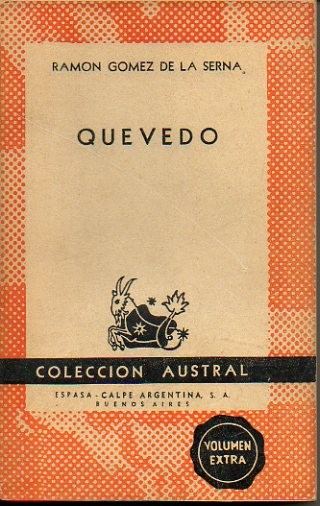 RAMON GOMEZ DE LA SERNA
QUEVEDO
COLECCION AUSTRAL
ESPASA - CALPE ARGENTINA, S. A.
BUENOS AIRES
VOLUMEN
EXTRA